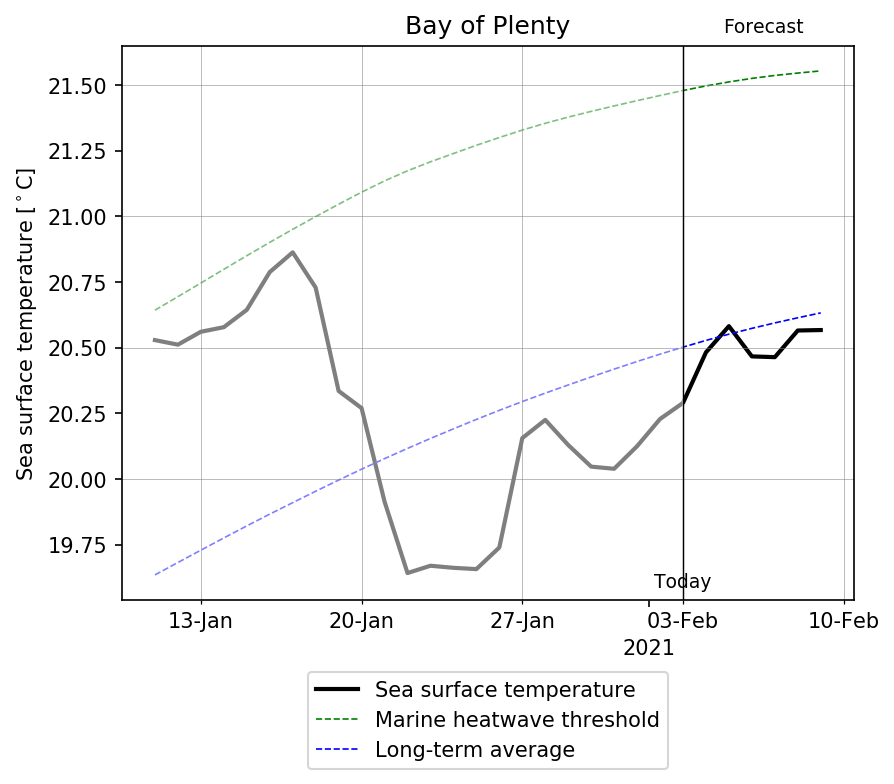 Bay of Plenty
Forecast
Sea surface temperature [°C]
21.50
21.25
21.00
20.75
20.50
20.25
20.00
19.75
Today
13-Jan 20-Jan 27-Jan 03-Feb 10-Feb
2021
Sea surface temperature
Marine heatwave threshold
Long-term average